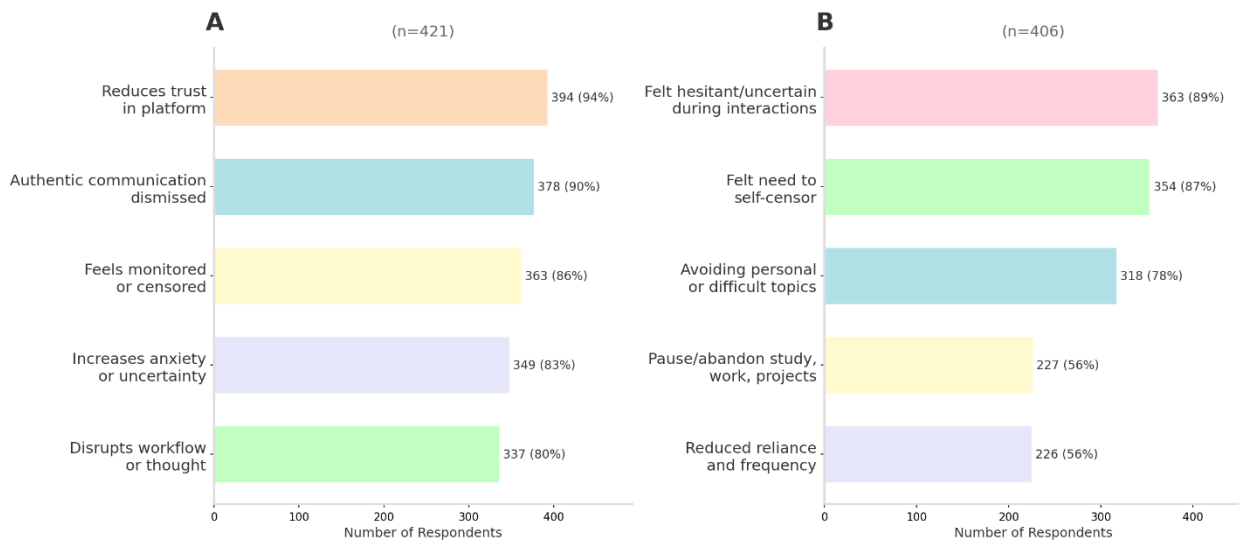 A
(n=421)
Reduces trust
in platform
394 (94%)
Authentic communication
dismissed
378 (90%)
Feels monitored
or censored
363 (86%)
Increases anxiety
or uncertainty
349 (83%)
Disrupts workflow
or thought
337 (80%)
0 100 200 300 400
Number of Respondents
B
(n=406)
Felt hesitant/uncertain
during interactions
363 (89%)
Felt need to
self-censor
354 (87%)
Avoiding personal
or difficult topics
318 (78%)
Pause/abandon study,
work, projects
227 (56%)
Reduced reliance
and frequency
226 (56%)
0 100 200 300 400
Number of Respondents